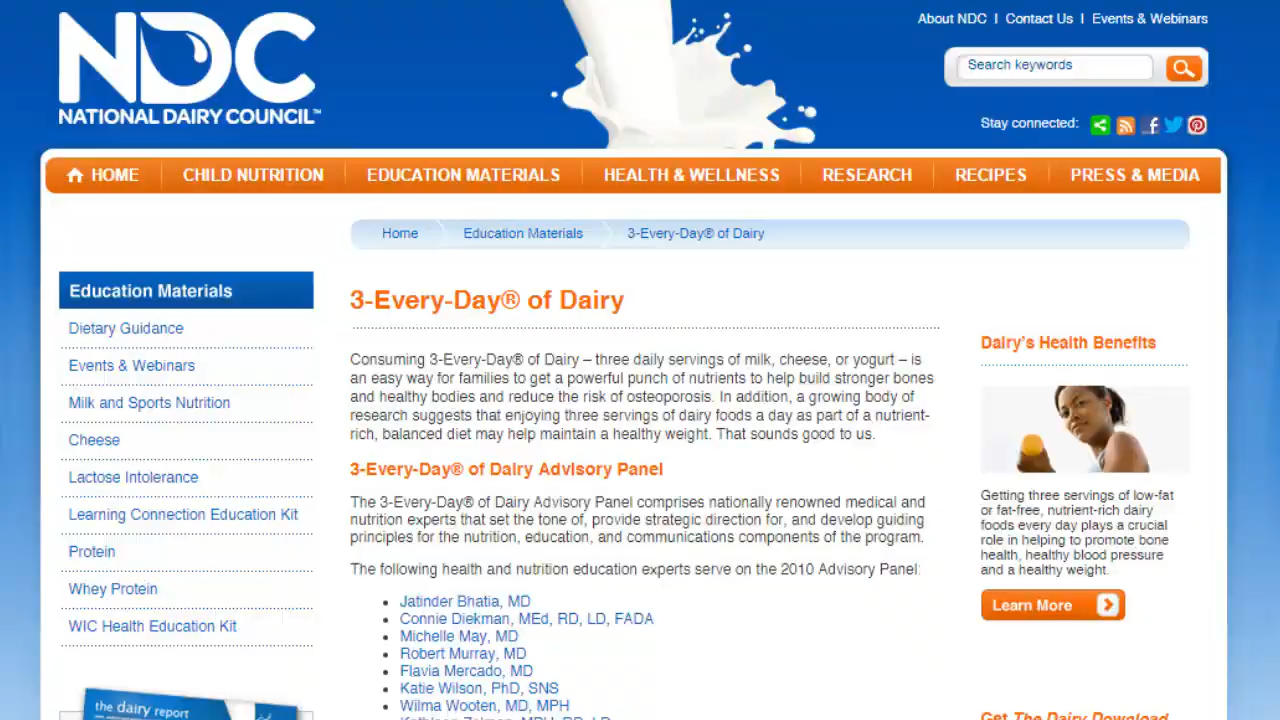 NDC
NATIONAL DAIRY COUNCIL™
About NDC | Contact Us | Events & Webinars
Search keywords
Stay connected:
HOME
CHILD NUTRITION
EDUCATION MATERIALS
HEALTH & WELLNESS
RESEARCH
RECIPES
PRESS & MEDIA
Home
Education Materials
3-Every-Day® of Dairy
Education Materials
Dietary Guidance
Events & Webinars
Milk and Sports Nutrition
Cheese
Lactose Intolerance
Learning Connection Education Kit
Protein
Whey Protein
WIC Health Education Kit
the dairy report
3-Every-Day® of Dairy
Consuming 3-Every-Day® of Dairy – three daily servings of milk, cheese, or yogurt – is
an easy way for families to get a powerful punch of nutrients to help build stronger bones
and healthy bodies and reduce the risk of osteoporosis. In addition, a growing body of
research suggests that enjoying three servings of dairy foods a day as part of a nutrient-
rich, balanced diet may help maintain a healthy weight. That sounds good to us.
3-Every-Day® of Dairy Advisory Panel
The 3-Every-Day® of Dairy Advisory Panel comprises nationally renowned medical and
nutrition experts that set the tone of, provide strategic direction for, and develop guiding
principles for the nutrition, education, and communications components of the program.
The following health and nutrition education experts serve on the 2010 Advisory Panel:
Jatinder Bhatia, MD
Connie Diekman, MEd, RD, LD, FADA
Michelle May, MD
Robert Murray, MD
Flavia Mercado, MD
Katie Wilson, PhD, SNS
Wilma Wooten, MD, MPH
Kathleen Zelman, MPH, RD, LD
Dairy's Health Benefits
Getting three servings of low-fat
or fat-free, nutrient-rich dairy
foods every day plays a crucial
role in helping to promote bone
health, healthy blood pressure
and a healthy weight.
Learn More
Get The Dairy Download